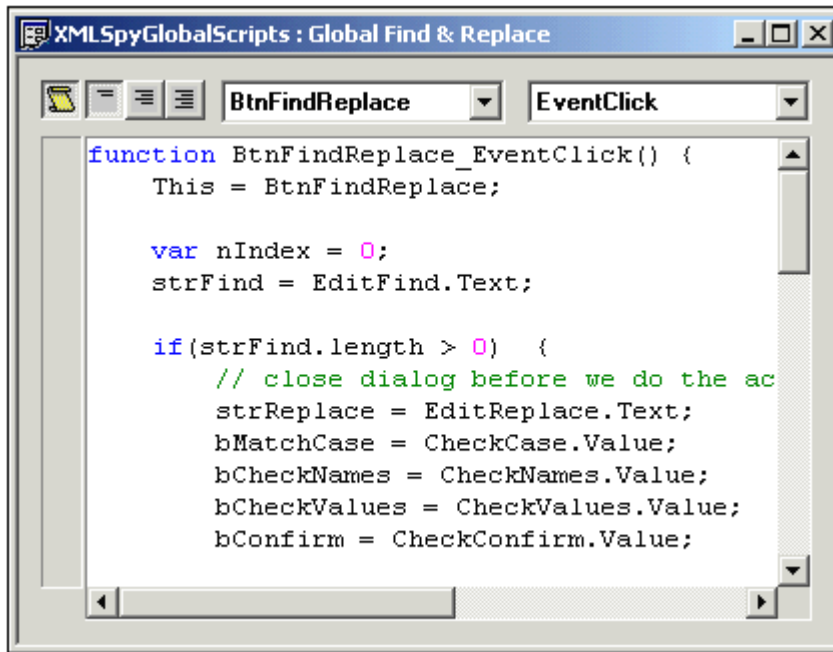 XMLSpyGlobalScripts : Global Find & Replace
BtnFindReplace EventClick
function BtnFindReplace_EventClick() {
This = BtnFindReplace;
var nIndex = 0;
strFind = EditFind.Text;
if(strFind.length > 0) {
// close dialog before we do the ac
strReplace = EditReplace.Text;
bMatchCase = CheckCase.Value;
bCheckNames = CheckNames.Value;
bCheckValues = CheckValues.Value;
bConfirm = CheckConfirm.Value;